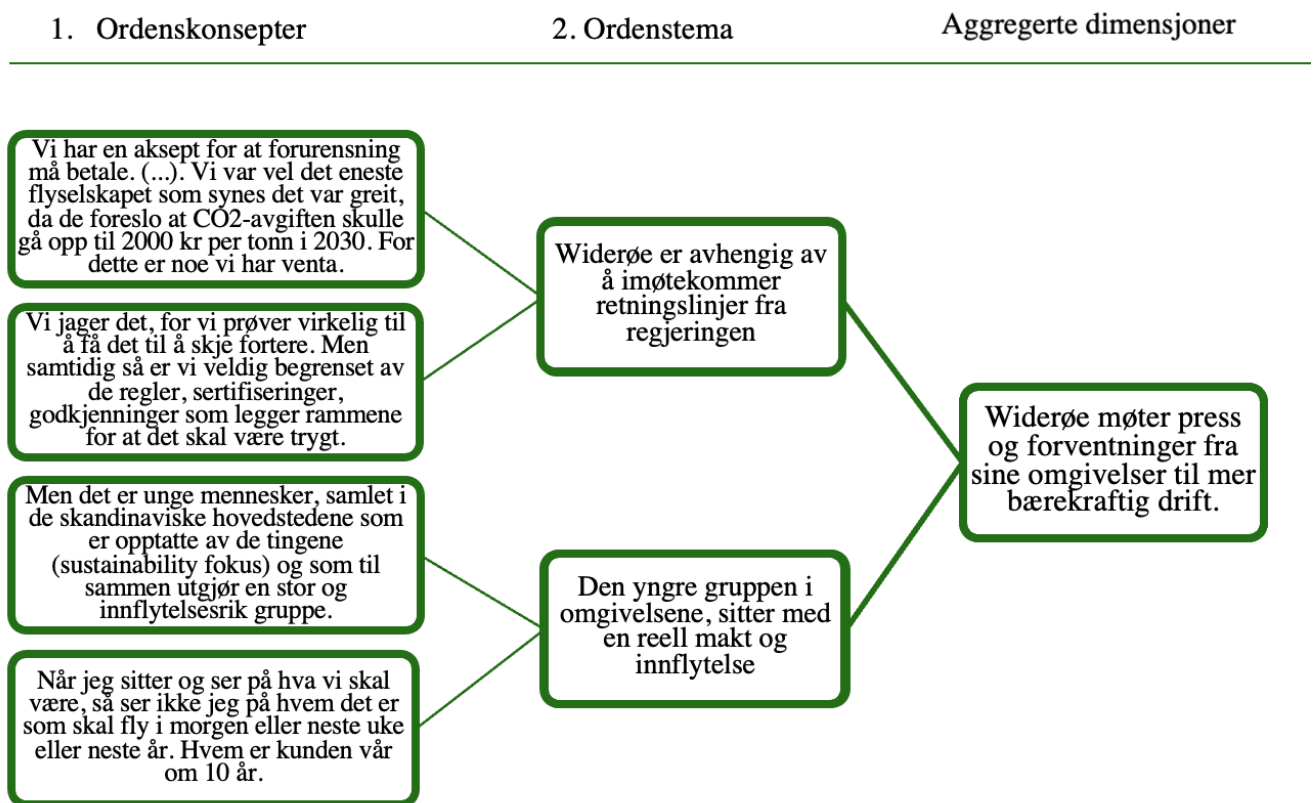 1. Ordenskonsepter
2. Ordenstema
Aggregerte dimensjoner
Vi har en aksept for at forurensning
må betale. (...). Vi var vel det eneste
flyselskapet som synes det var greit,
da de foreslo at CO2-avgiften skulle
gå opp til 2000 kr per tonn i 2030. For
dette er noe vi har venta.
Vi jager det, for vi prøver virkelig til
å få det til å skje fortere. Men
samtidig så er vi veldig begrenset av
de regler, sertifiseringer,
godkjenninger som legger rammene
for at det skal være trygt.
Men det er unge mennesker, samlet i
de skandinaviske hovedstedene som
er opptatte av de tingene
(sustainability fokus) og som til
sammen utgjør en stor og
innflytelsesrik gruppe.
Når jeg sitter og ser på hva vi skal
være, så ser ikke jeg på hvem det er
som skal fly i morgen eller neste uke
eller neste år. Hvem er kunden vår
om 10 år.
Widerøe er avhengig av
å imøtekommer
retningslinjer fra
regjeringen
Den yngre gruppen i
omgivelsene, sitter med
en reell makt og
innflytelse
Widerøe møter press
og forventninger fra
sine omgivelser til mer
bærekraftig drift.